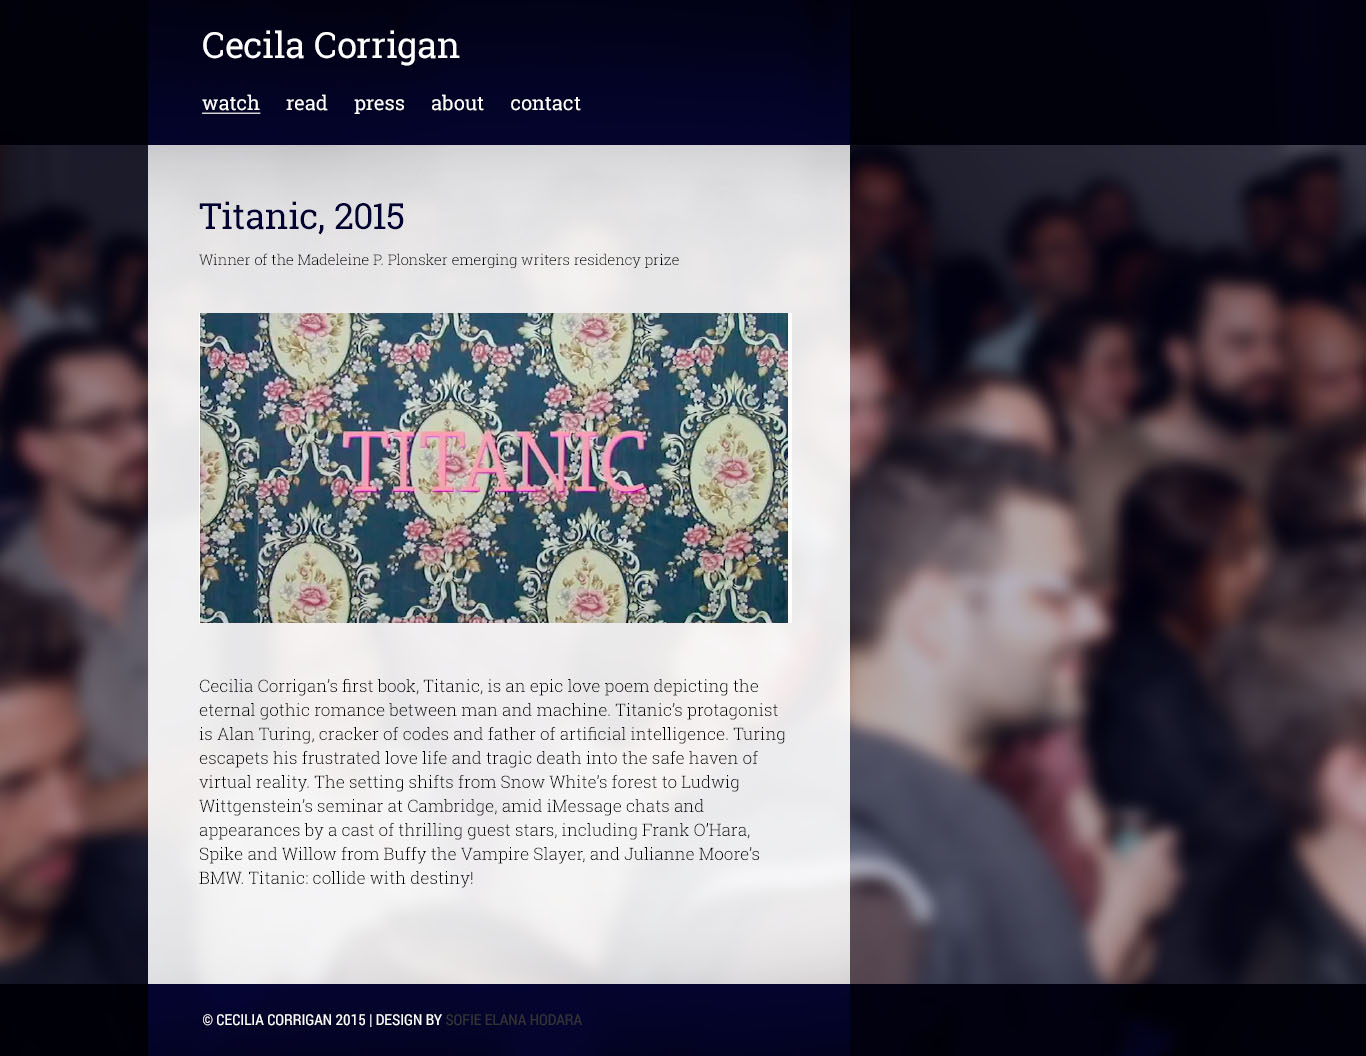 Cecila Corrigan
watch read press about contact
Titanic, 2015
Winner of the Madeleine P. Plonsker emerging writers residency prize
TITANIC
Cecilia Corrigan's first book, Titanic, is an epic love poem depicting the
eternal gothic romance between man and machine. Titanic's protagonist
is Alan Turing, cracker of codes and father of artificial intelligence. Turing
escapets his frustrated love life and tragic death into the safe haven of
virtual reality. The setting shifts from Snow White's forest to Ludwig
Wittgenstein's seminar at Cambridge, amid iMessage chats and
appearances by a cast of thrilling guest stars, including Frank O'Hara,
Spike and Willow from Buffy the Vampire Slayer, and Julianne Moore's
BMW. Titanic: collide with destiny!
© CECILIA CORRIGAN 2015 | DESIGN BY SOFIE ELANA HODARA